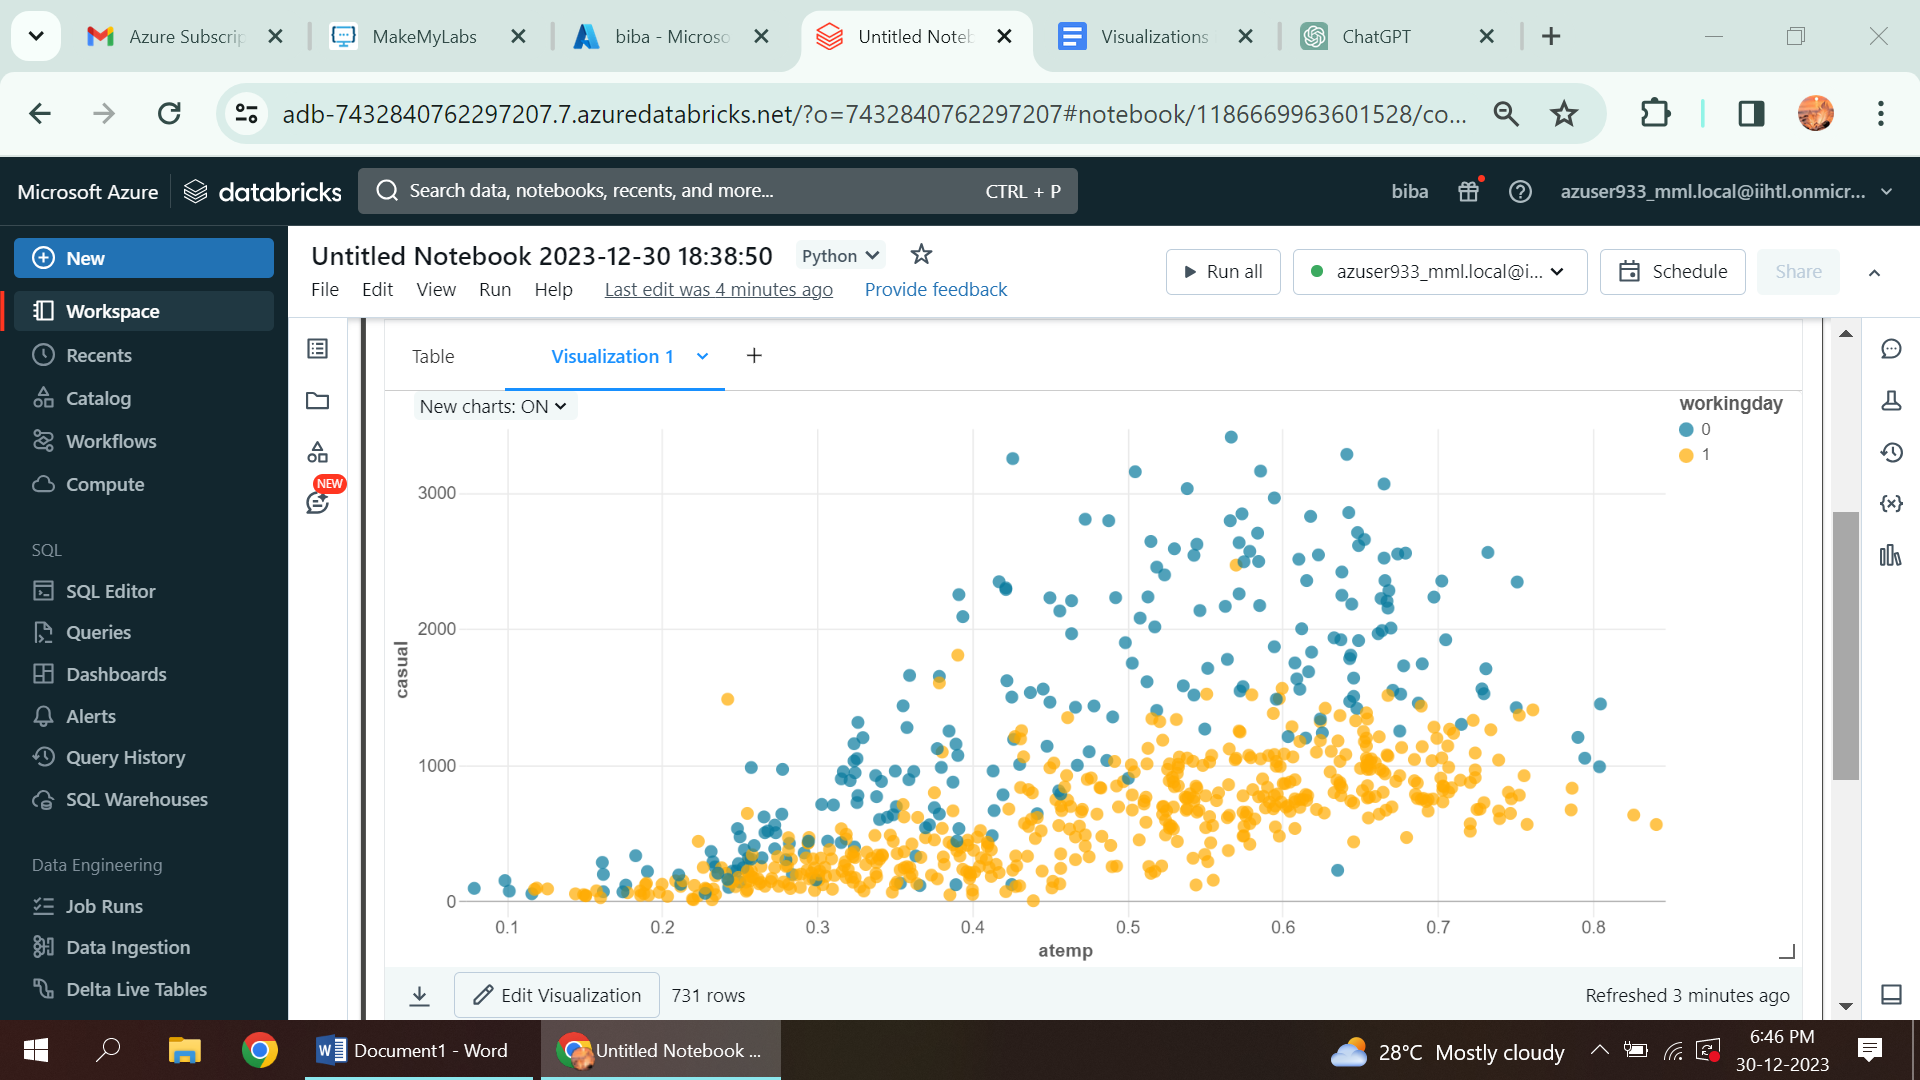 Azure Subscrip
MakeMyLabs
biba - Microso
Untitled Noteb
Visualizations
ChatGPT
adb-7432840762297207.7.azuredatabricks.net/?o=7432840762297207#notebook/1186669963601528/co...
Microsoft Azure
databricks
Search data, notebooks, recents, and more...
CTRL + P
biba
azuser933_mml.local@iihtl.onmicr...
New
Workspace
Recents
Catalog
Workflows
Compute
SQL
SQL Editor
Queries
Dashboards
Alerts
Query History
SQL Warehouses
Data Engineering
Job Runs
Data Ingestion
Delta Live Tables
Untitled Notebook 2023-12-30 18:38:50
Python
File
Edit
View
Run
Help
Last edit was 4 minutes ago
Provide feedback
Run all
azuser933_mml.local@i...
Schedule
Share
NEW
Table
Visualization 1
New charts: ON
workingday
0
1
3000
2000
1000
0
casual
0.1
0.2
0.3
0.4
0.5
0.6
0.7
0.8
atemp
Edit Visualization
731 rows
Refreshed 3 minutes ago
Document1 - Word
Untitled Notebook ...
28°C
Mostly cloudy
6:46 PM
30-12-2023